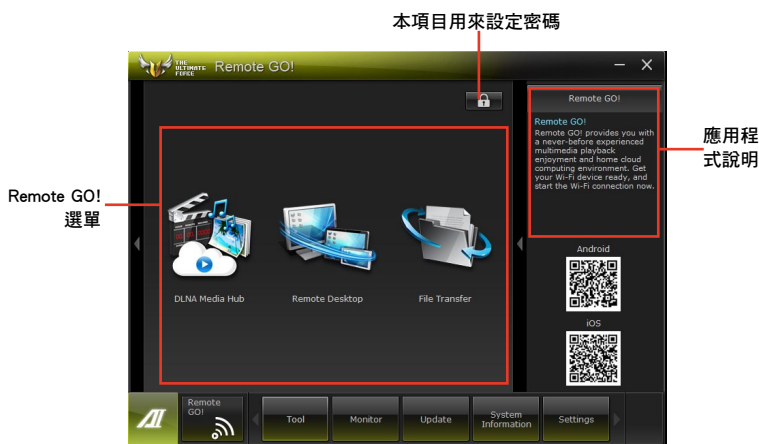 本項目用來設定密碼
THE
ULTIMATE
FORCE
Remote GO!
Remote GO!
Remote GO!
Remote GO! provides you with
a never-before experienced
multimedia playback
enjoyment and home cloud
computing environment. Get
your Wi-Fi device ready, and
start the Wi-Fi connection now.
應用程
式說明
Remote GO!
選單
DLNA Media Hub
Remote Desktop
File Transfer
Android
iOS
Remote
GO!
Tool
Monitor
Update
System
Information
Settings